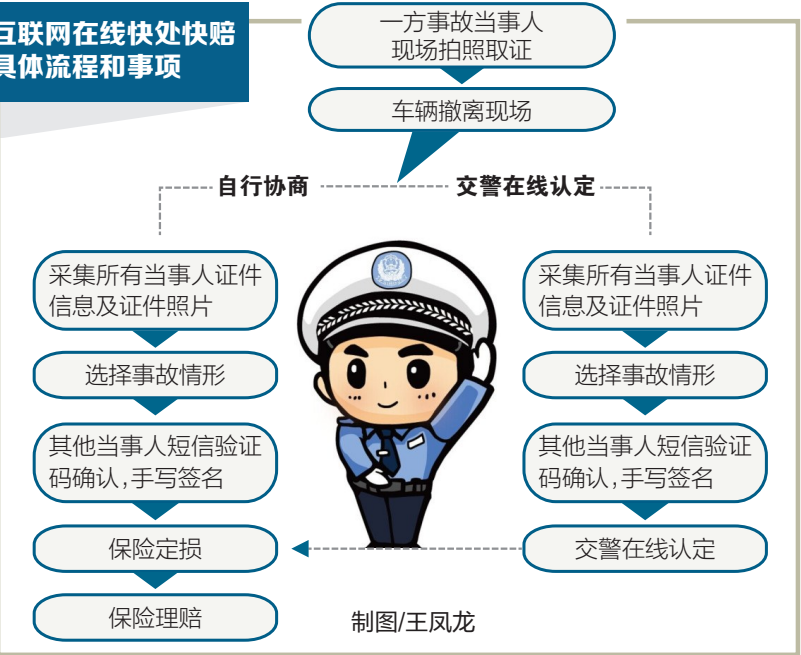 互联网在线快处快赔
具体流程和事项
一方事故当事人
现场拍照取证
车辆撤离现场
自行协商
交警在线认定
采集所有当事人证件
信息及证件照片
选择事故情形
其他当事人短信验证
码确认,手写签名
保险定损
保险理赔
采集所有当事人证件
信息及证件照片
选择事故情形
其他当事人短信验证
码确认,手写签名
交警在线认定
制图/王凤龙